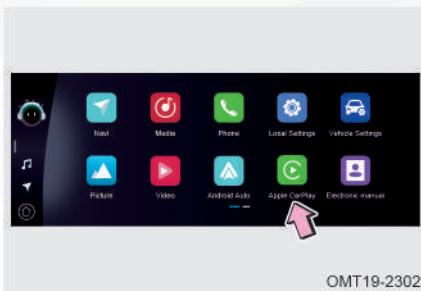 Navi Media Phone Local Settings Vehicle Settings
Picture Video Android Auto Apple CarPlay Electronic manual
OMT19-2302